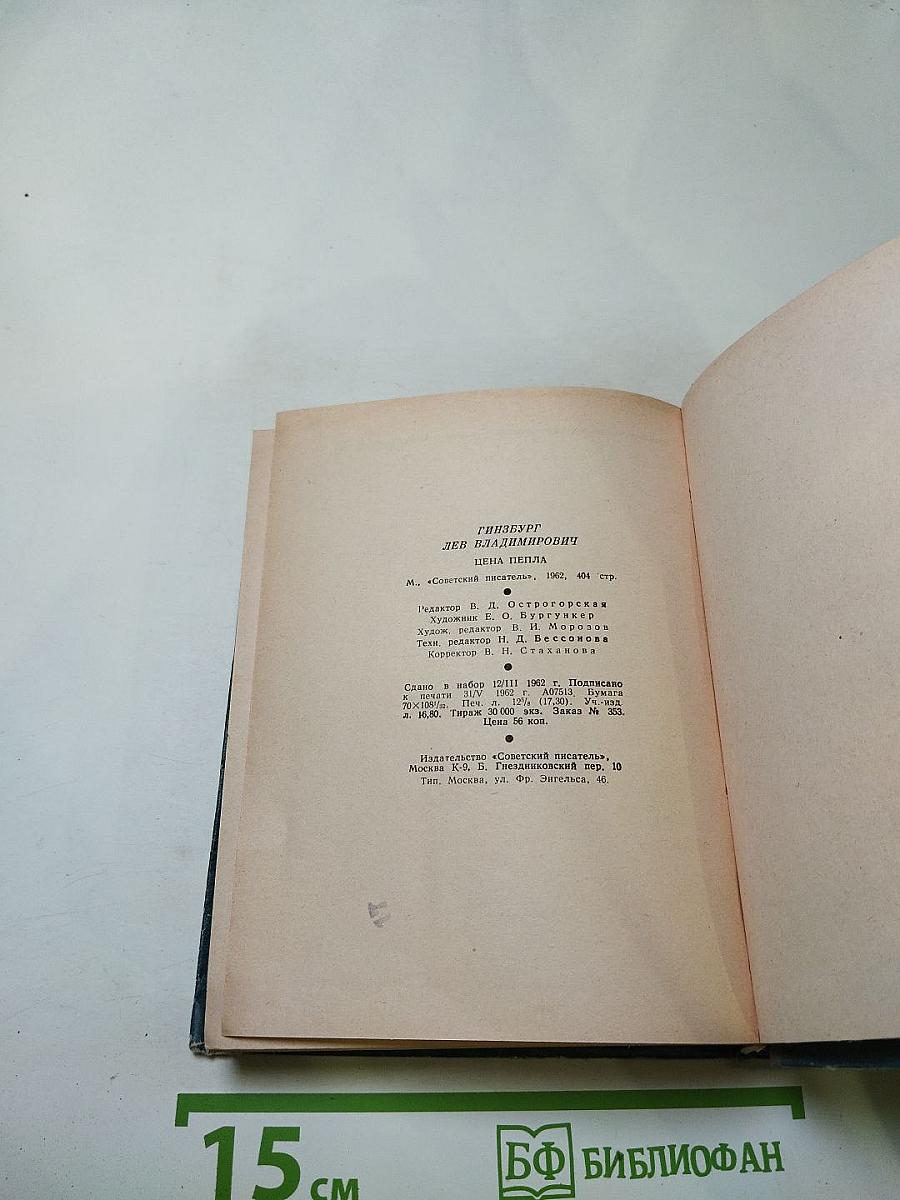 ГИНЗБУРГ
ЛЕВ ВЛАДИМИРОВИЧ
ЦЕНА ПЕПЛА
М., «Советский писатель», 1962, 404 стр.
Редактор В. Д. Острогорская
Художник Е. О. Бургункер
Худож. редактор В. И. Морозов
Техн. редактор Н. Д. Бессонова
Корректор В. Н. Стаханова
Сдано в набор 12/III 1962 г. Подписано
к печати 31/V 1962 г. А07513. Бумага
70×108¹/₃₂. Печ. л. 12⁵/₈ (17,30). Уч.-изд.
л. 16,80. Тираж 30 000 экз. Заказ № 353.
Цена 56 коп.
Издательство «Советский писатель»,
Москва К-9, Б. Гнездниковский пер. 10
Тип. Москва, ул. Фр. Энгельса, 46.
15 см
БФ БИБЛИОФАН